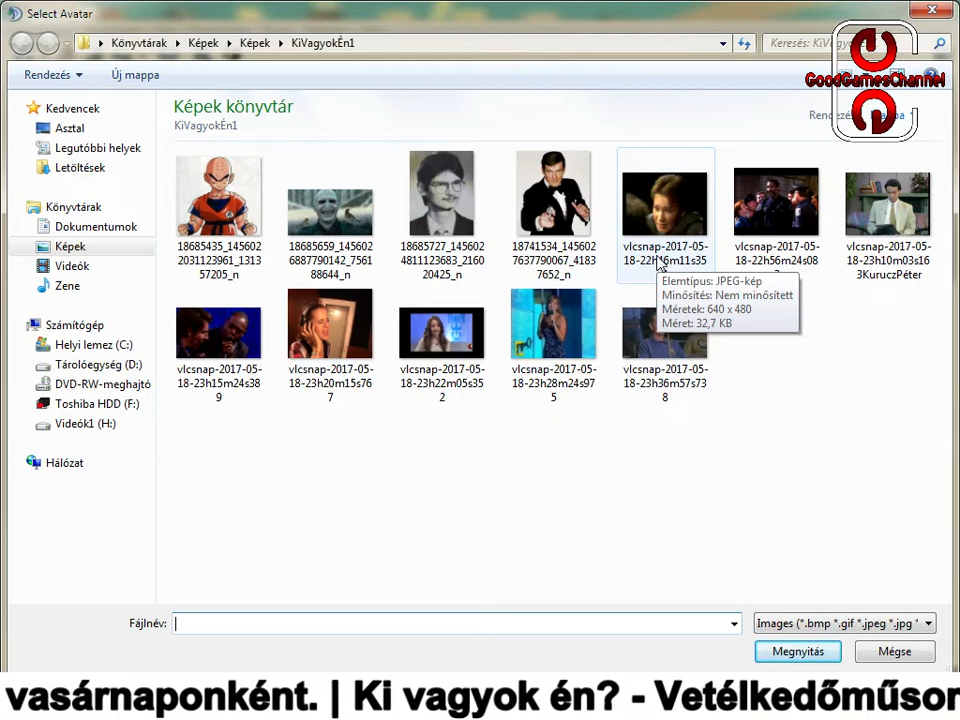 Select Avatar
Könyvtárak Képek Képek KiVagyokÉn1
Keresés:
Rendezés Új mappa
GoodGamesChannel
Képek könyvtár
KiVagyokÉn1
Kedvencek
Asztal
Legutóbbi helyek
Letöltések
Könyvtárak
Dokumentumok
Képek
Videók
Zene
Számítógép
Helyi lemez (C:)
Tárolóegység (D:)
DVD-RW-meghajtó
Toshiba HDD (F:)
Videók1 (H:)
Hálózat
18685435_145602
2031123961_1313
57205_n
18685659_145602
6887790142_7561
88644_n
18685727_145602
4811123683_2160
20425_n
18741534_145602
7637790067_4183
7652_n
vlcsnap-2017-05-
vlcsnap-2017-05-
18-22h56m24s08
vlcsnap-2017-05-
18-23h10m03s16
3KuruczPéter
Elemtípus: JPEG-kép
Minősítés: Nem minősített
Méretek: 640 x 480
Méret: 32,7 KB
vlcsnap-2017-05-
18-23h15m24s38
9
vlcsnap-2017-05-
18-23h20m15s76
7
vlcsnap-2017-05-
18-23h22m05s35
2
vlcsnap-2017-05-
18-23h28m24s97
5
vlcsnap-2017-05-
18-23h36m57s73
8
Fájlnév:
Images (*.bmp *.gif *.jpeg *.jpg *
Megnyitás Mégse
vasárnaponként. | Ki vagyok én? - Vetélkedőműsor